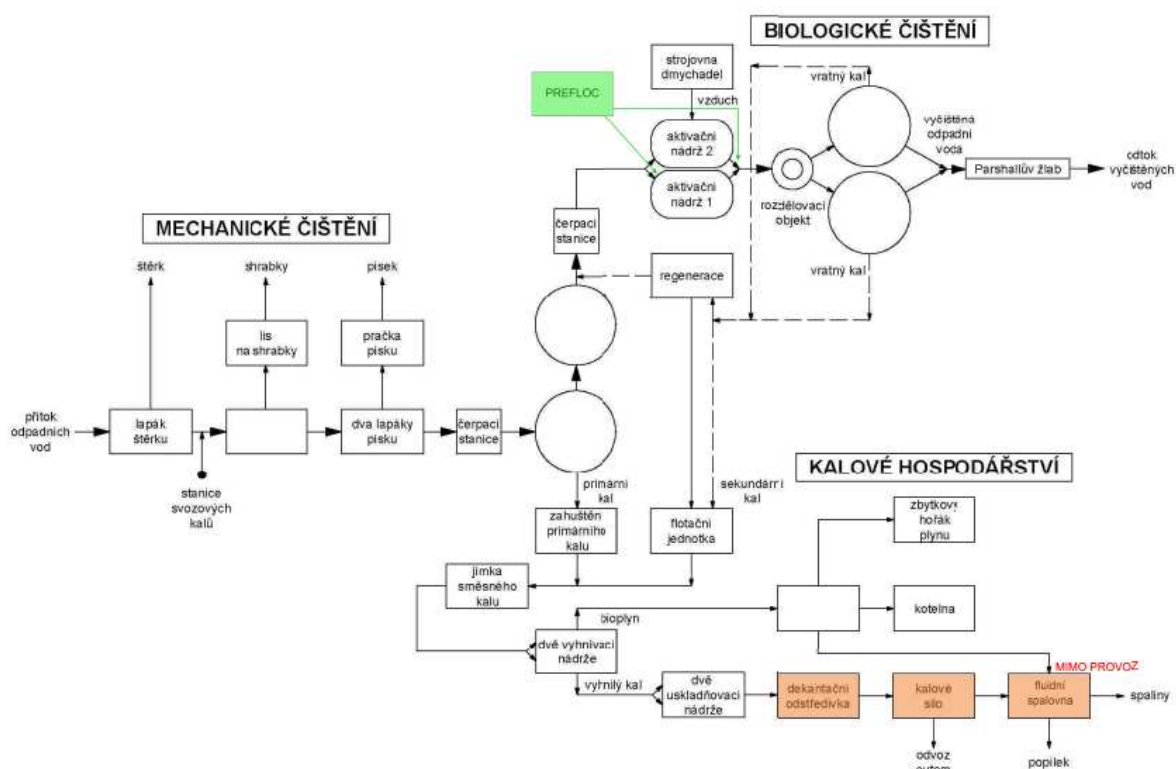 BIOLOGICKÉ ČIŠTĚNÍ
strojovna
dmychadel
vratný kal
PREFLOC
vzduch
aktivační
nádrž 2
vyčištěná
odpadní
voda
aktivační
nádrž 1
Parshallův žlab
odtok
vyčištěných
vod
rozdělovací
objekt
MECHANICKÉ ČIŠTĚNÍ
čerpací
stanice
vratný kal
štěrk
shrabky
písek
regenerace
lis
na shrabky
pračka
písku
přítok
odpadních
vod
lapák
štěrku
dva lapáky
písku
čerpací
stanice
stanice
svozových
kalů
KALOVÉ HOSPODÁŘSTVÍ
primární
kal
sekundární
kal
zahuštěn
primárního
kalu
flotační
jednotka
zbytkový
hořák
plynu
jímka
směsného
kalu
bioplyn
kotelna
dvě vyhnívací
nádrže
MIMO PROVOZ
vyhnilý kal
dvě
uskladňovací
nádrže
dekantační
odstředivka
kalové
silo
fluidní
spalovna
spaliny
odvoz
popílek